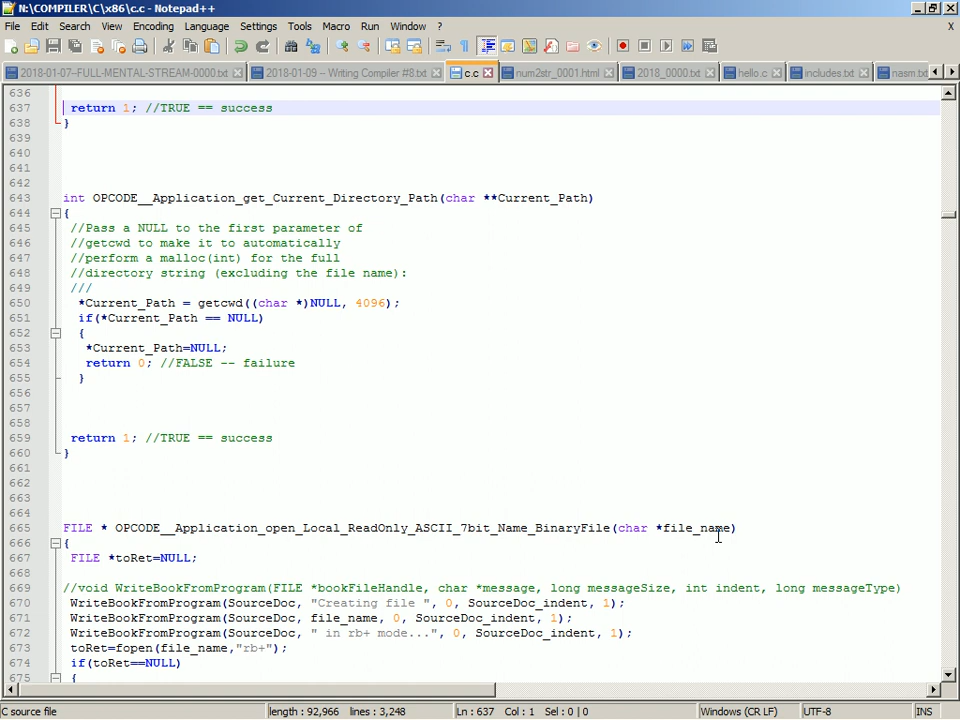 N:\COMPILER\C\x86\c.c - Notepad++
File Edit Search View Encoding Language Settings Tools Macro Run Window ?
X
2018-01-07–FULL-MENTAL-STREAM-0000.txt 2018-01-09 – Writing Compiler #8.txt c.c num2str_0001.html 2018_0000.txt hello.c includes.txt nasm.
636
637 return 1; //TRUE == success
638 }
639
640
641
642
643 int OPCODE__Application_get_Current_Directory_Path(char **Current_Path)
644 {
645 //Pass a NULL to the first parameter of
646 //getcwd to make it to automatically
647 //perform a malloc(int) for the full
648 //directory string (excluding the file name):
649 ///
650 *Current_Path = getcwd((char *)NULL, 4096);
651 if(*Current_Path == NULL)
652 {
653 *Current_Path=NULL;
654 return 0; //FALSE -- failure
655 }
656
657
658
659 return 1; //TRUE == success
660 }
661
662
663
664
665 FILE * OPCODE__Application_open_Local_ReadOnly_ASCII_7bit_Name_BinaryFile(char *file_name)
666 {
667 FILE *toRet=NULL;
668
669 //void WriteBookFromProgram(FILE *bookFileHandle, char *message, long messageSize, int indent, long messageType)
670 WriteBookFromProgram(SourceDoc, "Creating file ", 0, SourceDoc_indent, 1);
671 WriteBookFromProgram(SourceDoc, file_name, 0, SourceDoc_indent, 1);
672 WriteBookFromProgram(SourceDoc, " in rb+ mode...", 0, SourceDoc_indent, 1);
673 toRet=fopen(file_name,"rb+");
674 if(toRet==NULL)
675 {
C source file length : 92,966 lines : 3,248 Ln : 637 Col : 1 Sel : 0 | 0 Windows (CR LF) UTF-8 INS